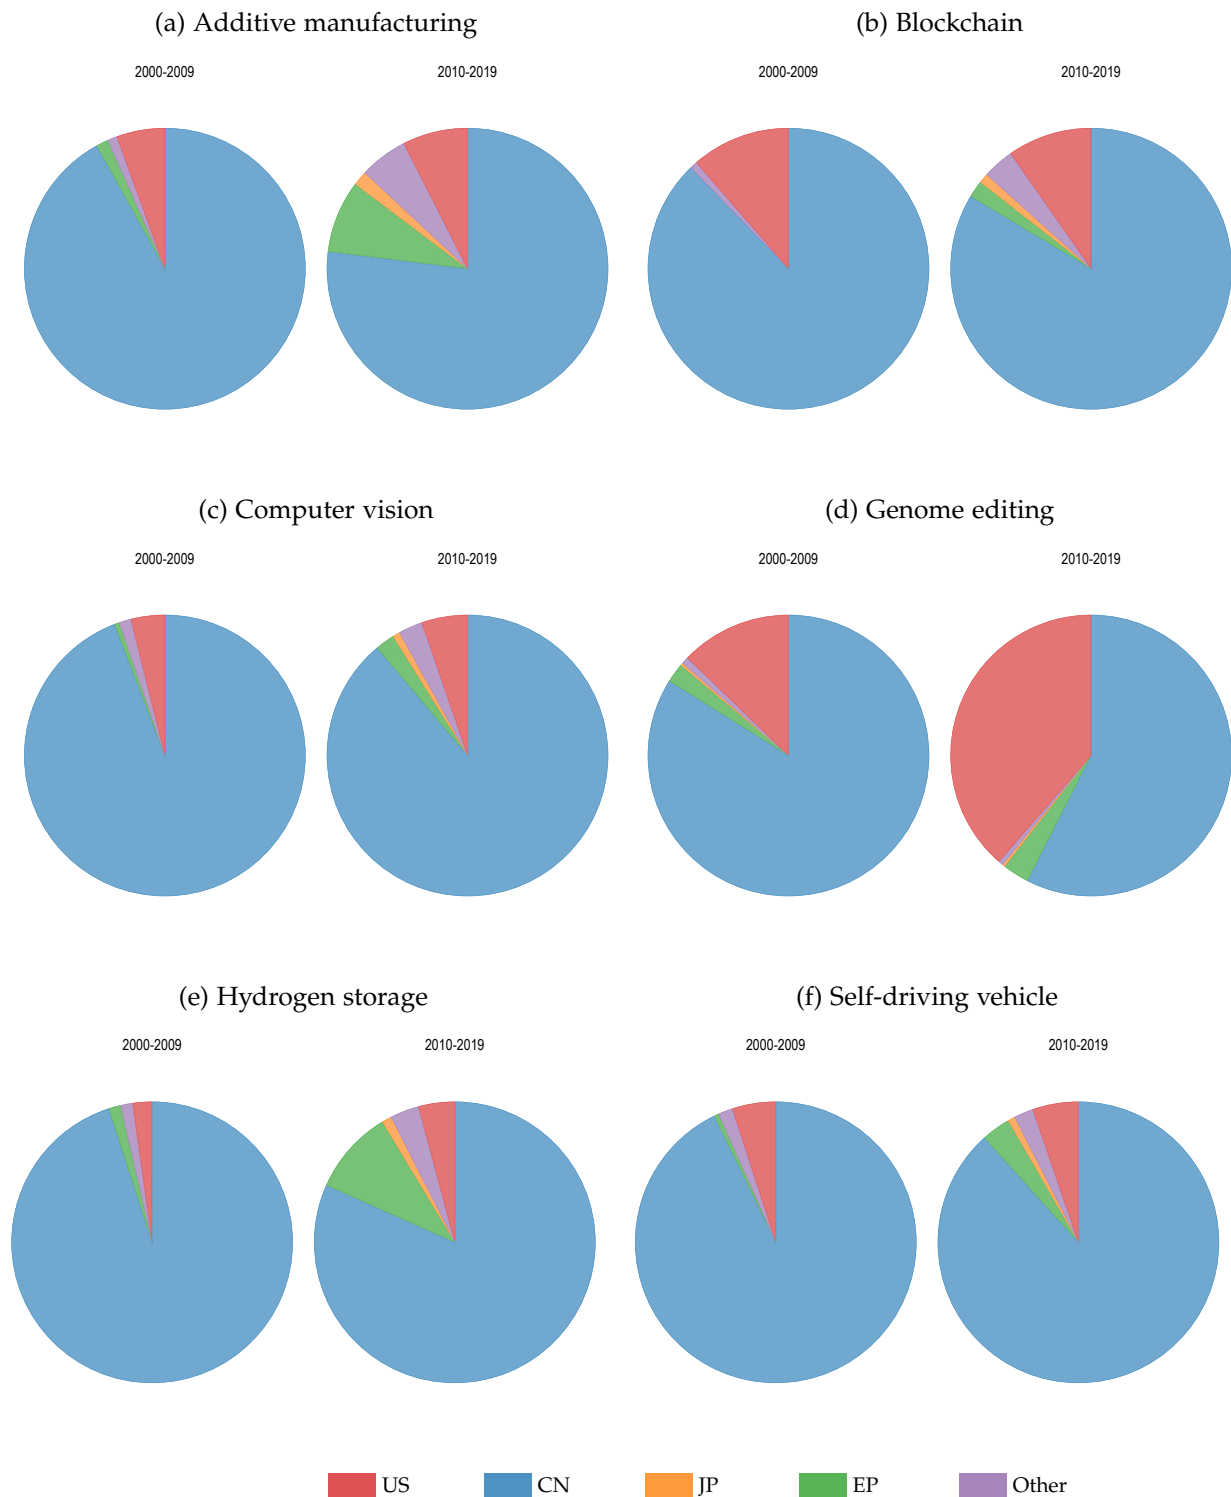 (a) Additive manufacturing
2000-2009
2010-2019
(b) Blockchain
2000-2009
2010-2019
(c) Computer vision
2000-2009
2010-2019
(d) Genome editing
2000-2009
2010-2019
(e) Hydrogen storage
2000-2009
2010-2019
(f) Self-driving vehicle
2000-2009
2010-2019
US
CN
JP
EP
Other